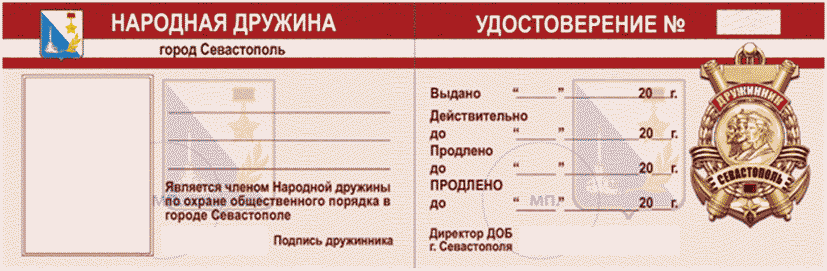 НАРОДНАЯ ДРУЖИНА
город Севастополь
Является членом Народной дружины
по охране общественного порядка в
городе Севастополе
МП.
Подпись дружинника
УДОСТОВЕРЕНИЕ №
Выдано “ ” 20 г.
Действительно
до “ ” 20 г.
Продлено
до “ ” 20 г.
ПРОДЛЕНО
до “ ” 20 г.
МП.
Директор ДОБ
г. Севастополя
ДРУЖИННИК
СЕВАСТОПОЛЬ